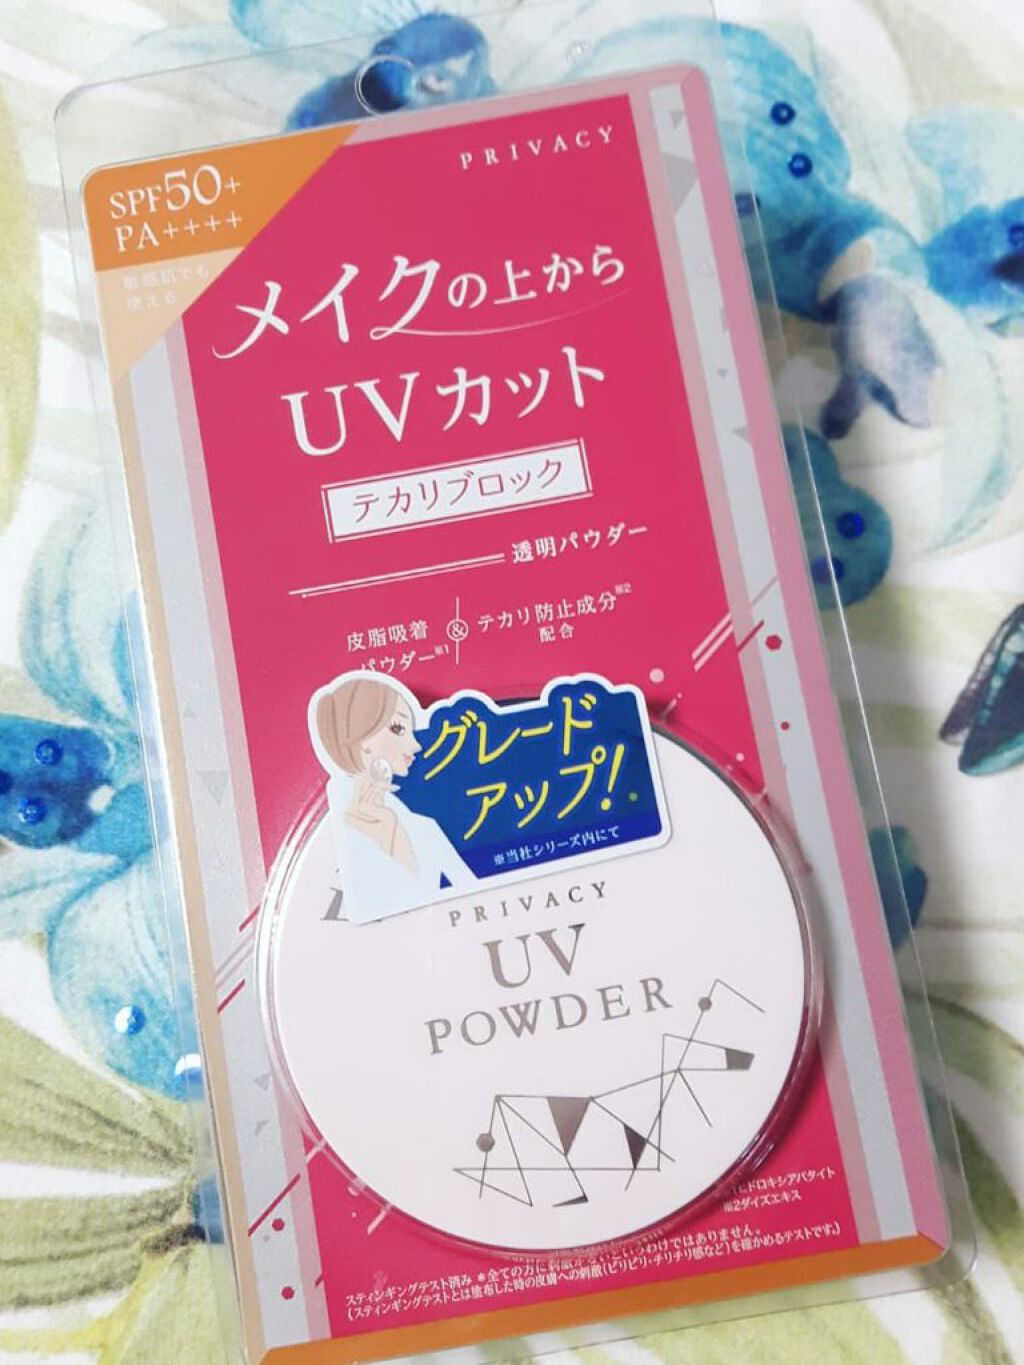 PRIVACY
SPF50+
PA++++
敏感肌でも
使える
メイクの上から
UVカット
テカリブロック
透明パウダー
皮脂吸着
パウダー※1
&
テカリ防止成分※2
配合
グレード
アップ!
※当社シリーズ内にて
PRIVACY
UV
POWDER
ヒドロキシアパタイト
※2ダイズエキス
スティンギングテスト済み *全ての方に刺激がないというわけではありません。
(スティンギングテストとは塗布した時の皮膚への刺激(ピリピリ・チリチリ感など)を確かめるテストです。)